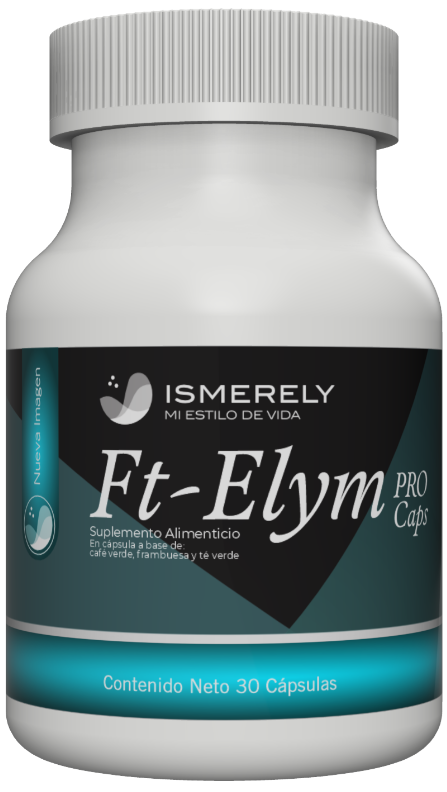 ISMERELY
MI ESTILO DE VIDA
Nueva Imagen
Ft-Elym PRO
Caps
Suplemento Alimenticio
En cápsula a base de:
café verde, frambuesa y té verde
Contenido Neto 30 Cápsulas